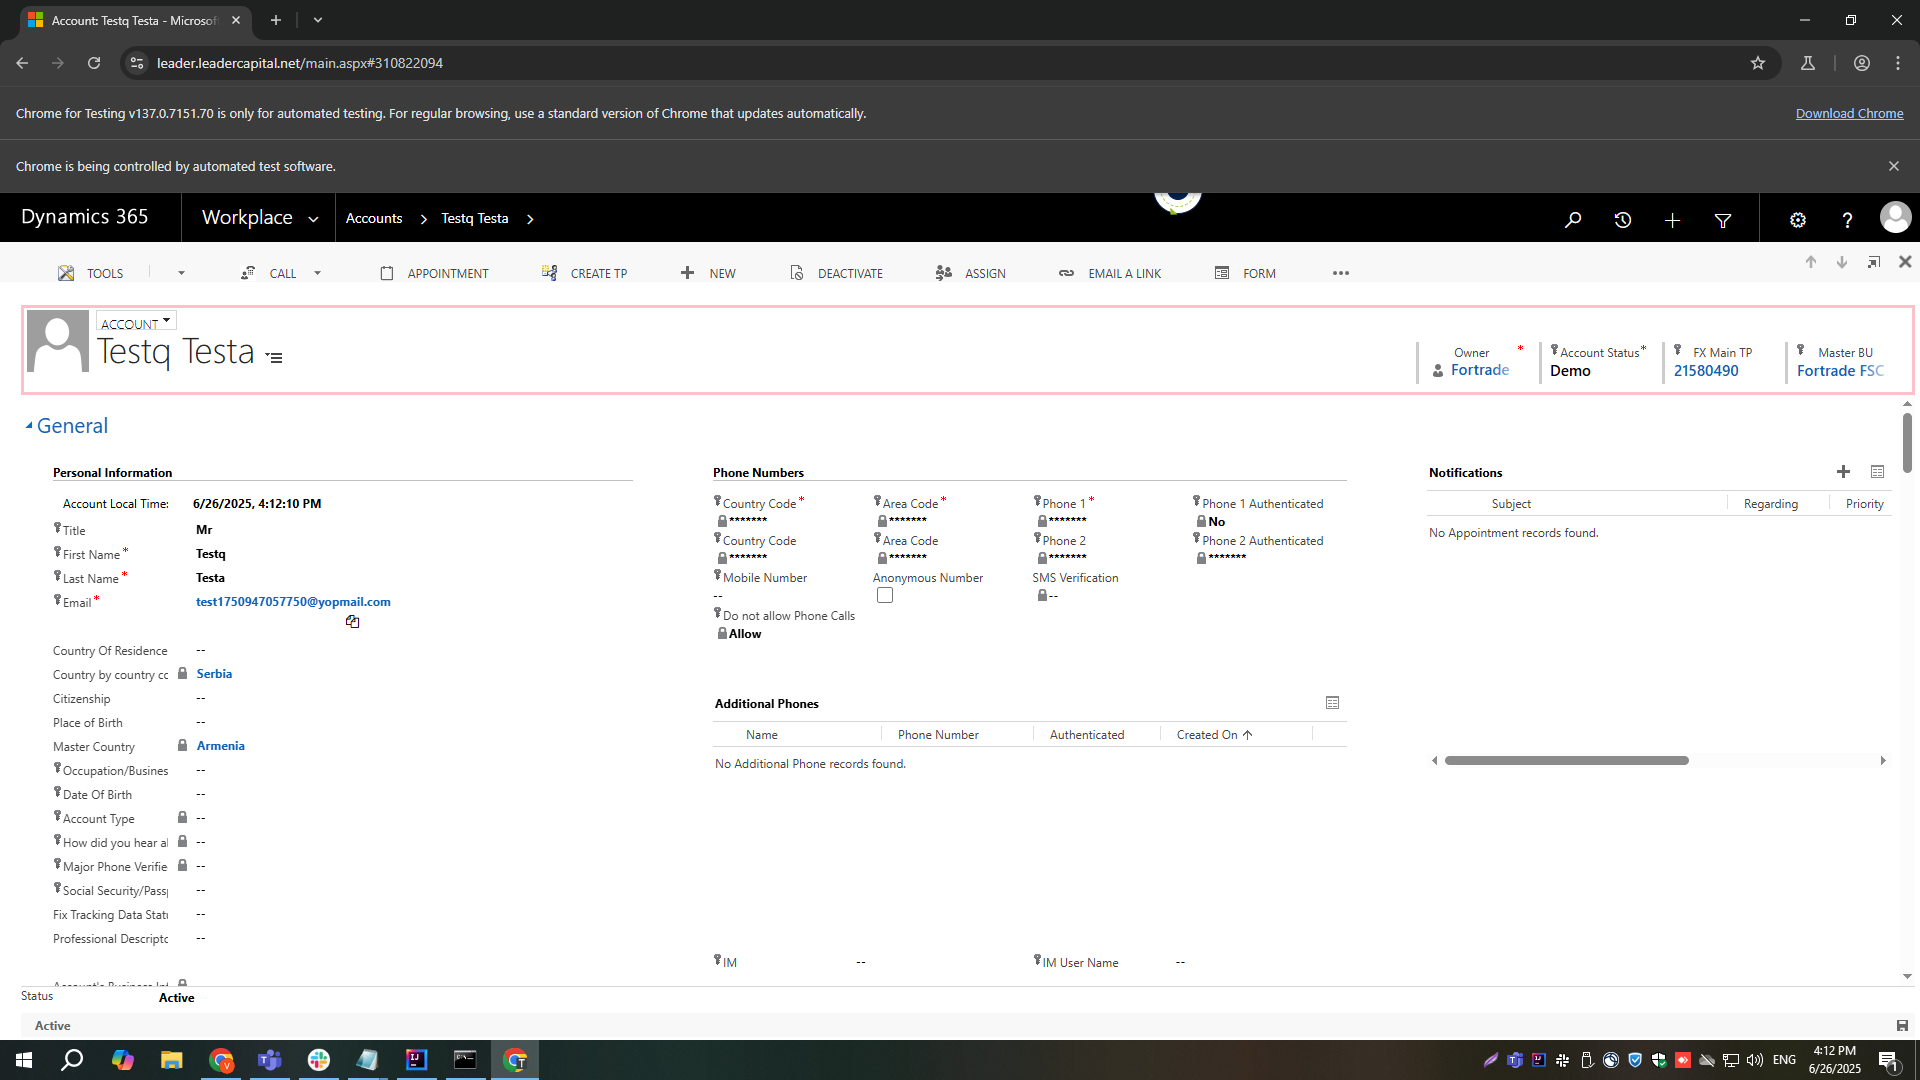 Account: Testq Testa - Microsof
leader.leadercapital.net/main.aspx#310822094
Chrome for Testing v137.0.7151.70 is only for automated testing. For regular browsing, use a standard version of Chrome that updates automatically.
Download Chrome
Chrome is being controlled by automated test software.
Dynamics 365
Workplace
Accounts
Testq Testa
TOOLS
CALL
APPOINTMENT
CREATE TP
NEW
DEACTIVATE
ASSIGN
EMAIL A LINK
FORM
ACCOUNT
Testq Testa
Owner *
Fortrade
Account Status *
Demo
FX Main TP
21580490
Master BU
Fortrade FSC
General
Personal Information
Account Local Time: 6/26/2025, 4:12:10 PM
Title Mr
First Name * Testq
Last Name * Testa
Email * test1750947057750@yopmail.com
Country Of Residence --
Country by country cc Serbia
Citizenship --
Place of Birth --
Master Country Armenia
Occupation/Busines --
Date Of Birth --
Account Type --
How did you hear a --
Major Phone Verifie --
Social Security/Pass --
Fix Tracking Data Stat --
Professional Descripto --
Phone Numbers
Country Code * Area Code * Phone 1 * Phone 1 Authenticated
******* ******* ******* No
Country Code Area Code Phone 2 Phone 2 Authenticated
******* ******* ******* *******
Mobile Number Anonymous Number SMS Verification
-- --
Do not allow Phone Calls
Allow
Additional Phones
Name Phone Number Authenticated Created On
No Additional Phone records found.
IM -- IM User Name --
Notifications
Subject Regarding Priority
No Appointment records found.
Status Active
Active
ENG
4:12 PM
6/26/2025
1